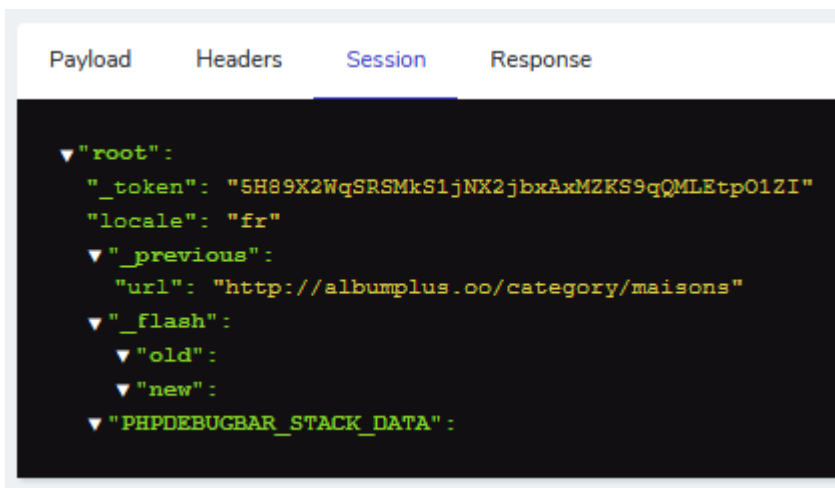 Payload Headers Session Response
▼"root":
"_token": "5H89X2WqSRSMkS1jNX2jbxAxMZKS9qQMLEtpO1ZI"
"locale": "fr"
▼"_previous":
"url": "http://albumplus.oo/category/maisons"
▼"_flash":
▼"old":
▼"new":
▼"PHPDEBUGBAR_STACK_DATA":